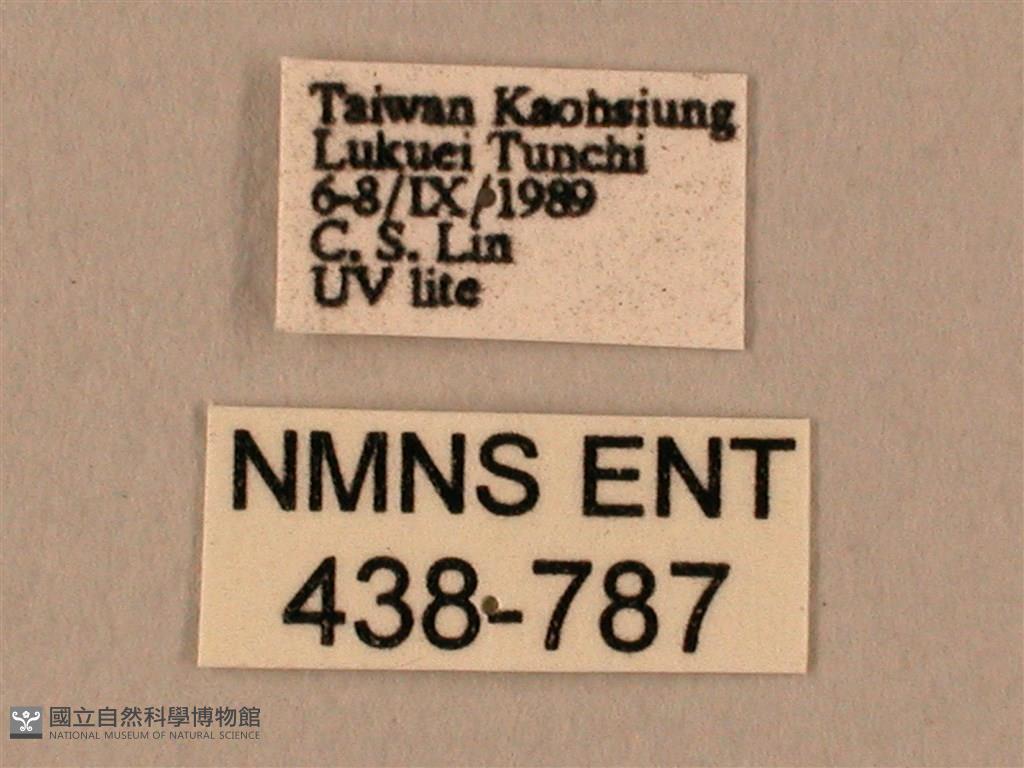 Taiwan Kaohsiung
Lukuei Tunchi
6-8/IX/1989
C. S. Lin
UV lite
NMNS ENT
438-787
國立自然科學博物館
NATIONAL MUSEUM OF NATURAL SCIENCE